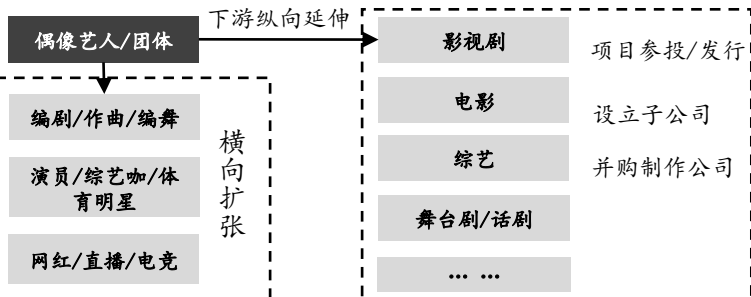 偶像艺人/团体
下游纵向延伸
编剧/作曲/编舞
演员/综艺咖/体
育明星
网红/直播/电竞
横向扩张
影视剧
电影
综艺
舞台剧/话剧
... ...
项目参投/发行
设立子公司
并购制作公司